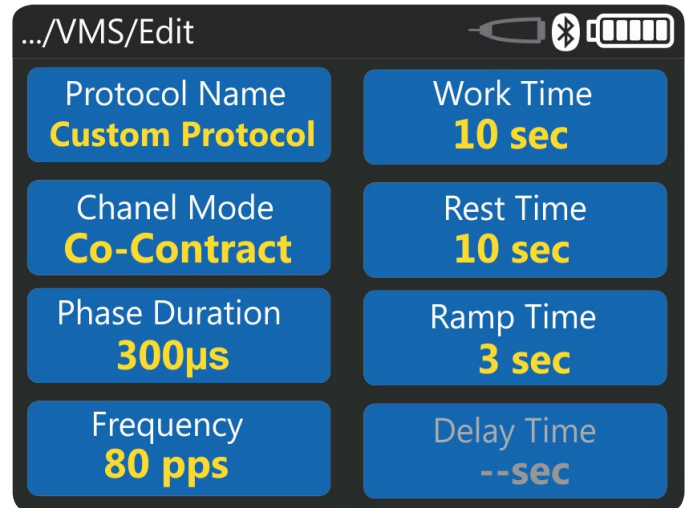 .../VMS/Edit
Protocol Name
Custom Protocol
Work Time
10 sec
Chanel Mode
Co-Contract
Rest Time
10 sec
Phase Duration
300µs
Ramp Time
3 sec
Frequency
80 pps
Delay Time
--sec